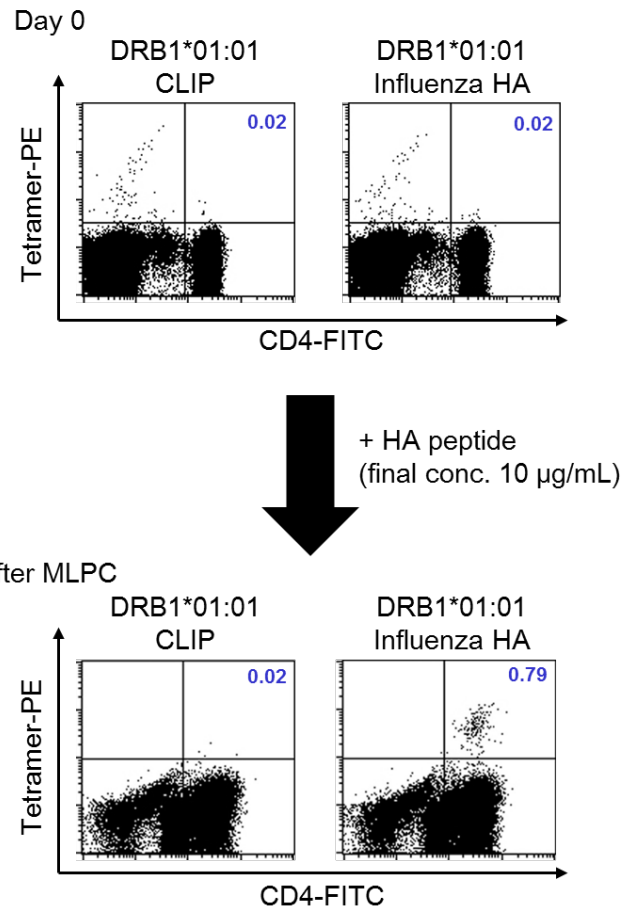 Day 0
DRB1*01:01
CLIP
DRB1*01:01
Influenza HA
0.02
0.02
Tetramer-PE
CD4-FITC
+ HA peptide
(final conc. 10 µg/mL)
fter MLPC
DRB1*01:01
CLIP
DRB1*01:01
Influenza HA
0.02
0.79
Tetramer-PE
CD4-FITC